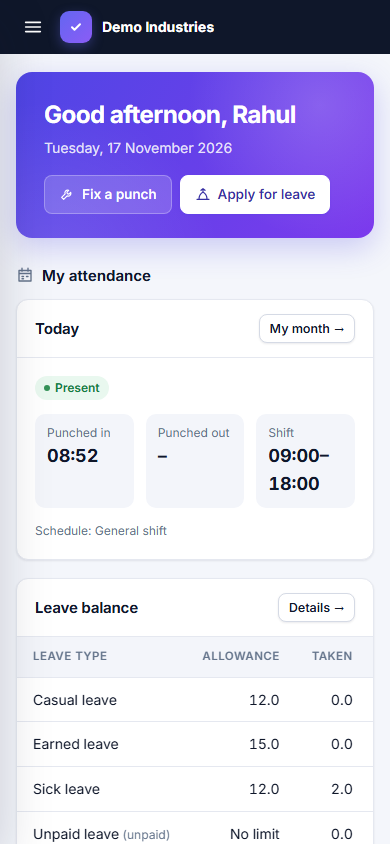 Demo Industries
Good afternoon, Rahul
Tuesday, 17 November 2026
Fix a punch
Apply for leave
My attendance
Today
My month →
Present
Punched in
08:52
Punched out
–
Shift
09:00–
18:00
Schedule: General shift
Leave balance
Details →
LEAVE TYPE ALLOWANCE TAKEN
Casual leave 12.0 0.0
Earned leave 15.0 0.0
Sick leave 12.0 2.0
Unpaid leave (unpaid) No limit 0.0